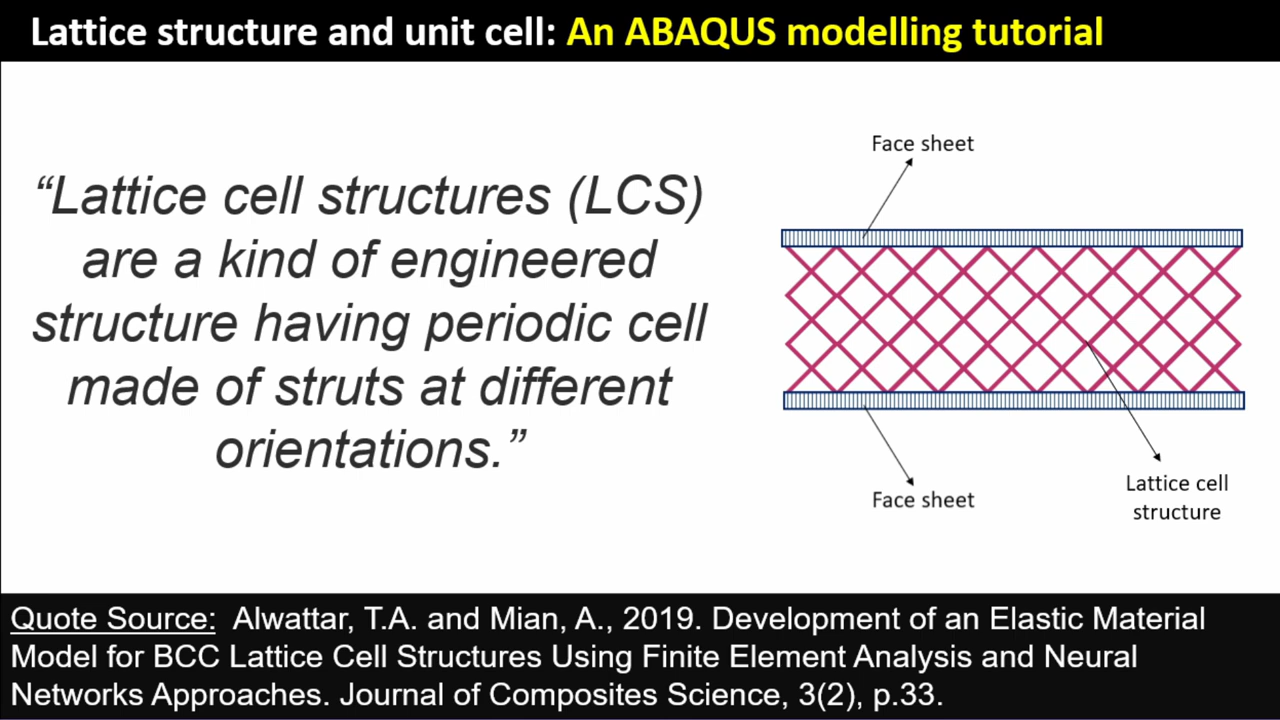 Lattice structure and unit cell: An ABAQUS modelling tutorial
“Lattice cell structures (LCS)
are a kind of engineered
structure having periodic cell
made of struts at different
orientations.”
Face sheet
Face sheet
Lattice cell
structure
Quote Source: Alwattar, T.A. and Mian, A., 2019. Development of an Elastic Material
Model for BCC Lattice Cell Structures Using Finite Element Analysis and Neural
Networks Approaches. Journal of Composites Science, 3(2), p.33.